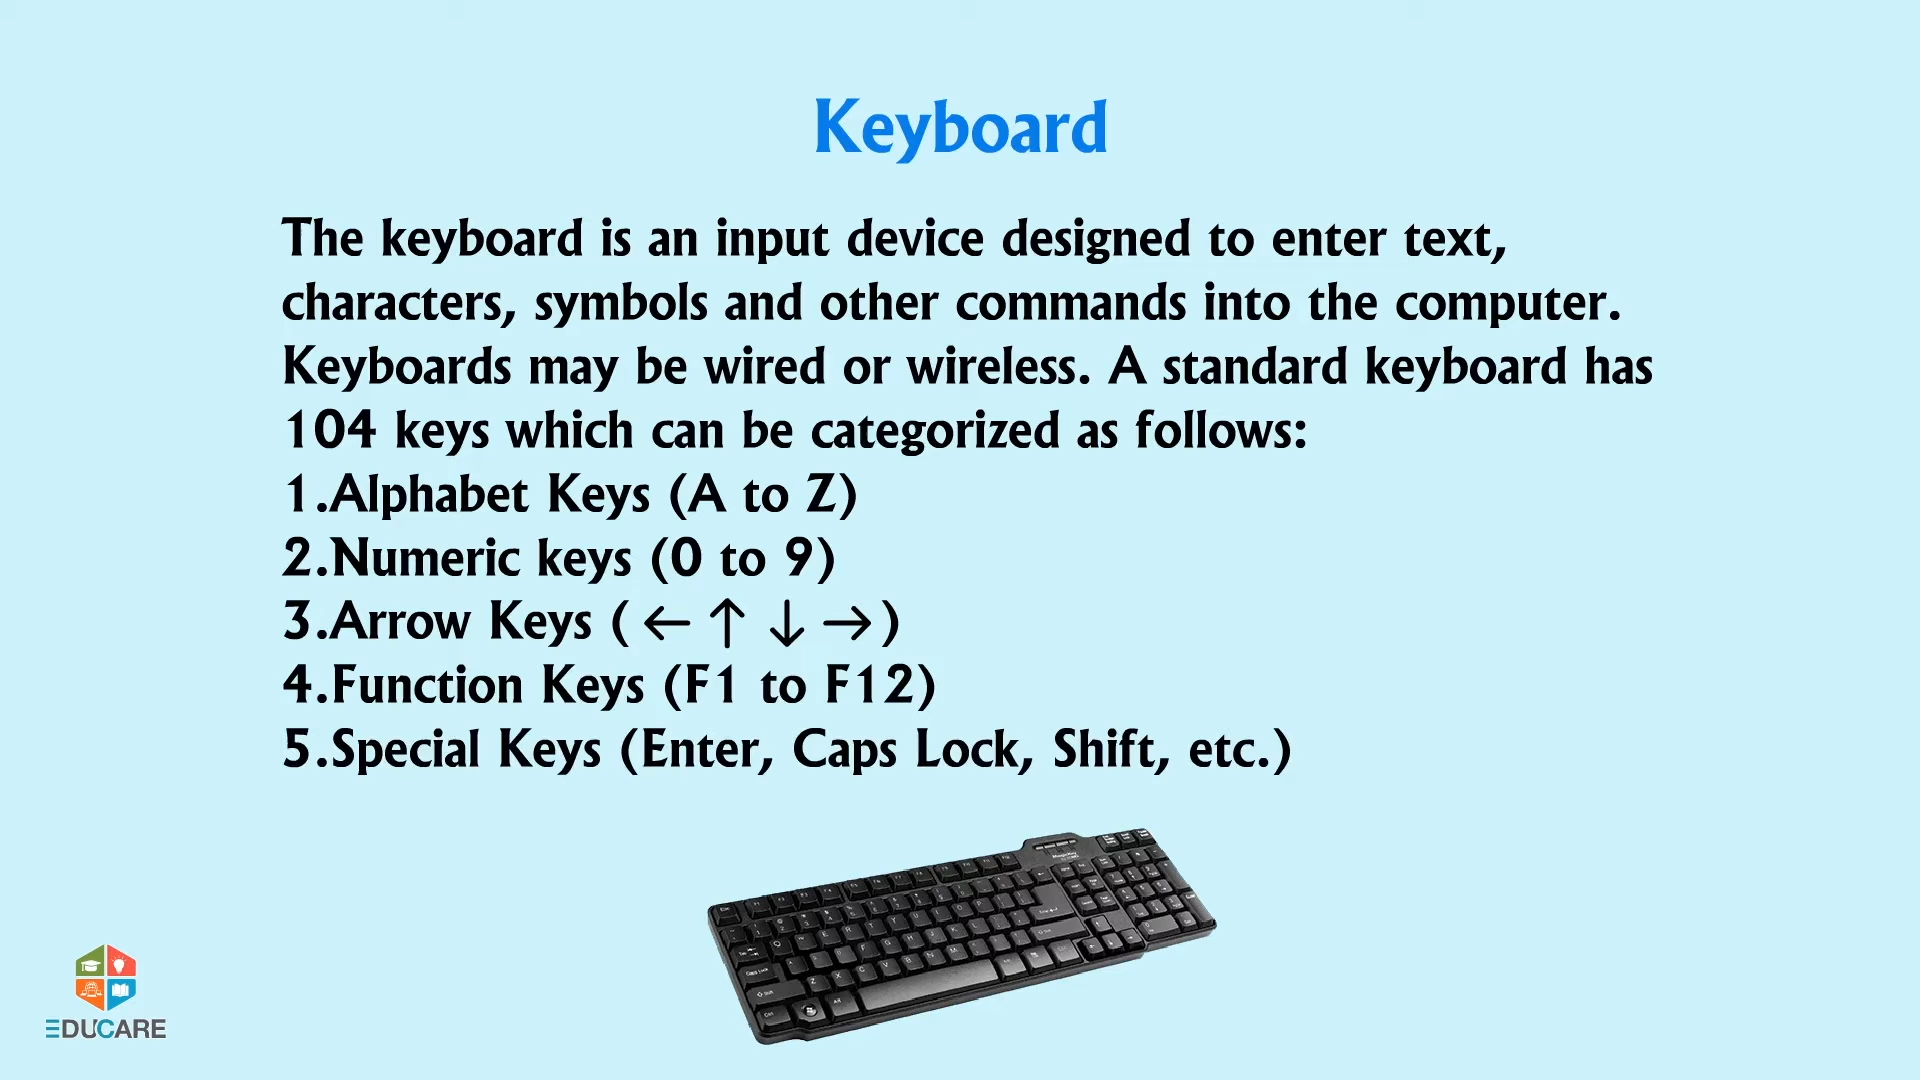 Keyboard
The keyboard is an input device designed to enter text,
characters, symbols and other commands into the computer.
Keyboards may be wired or wireless. A standard keyboard has
104 keys which can be categorized as follows:
1.Alphabet Keys (A to Z)
2.Numeric keys (0 to 9)
3.Arrow Keys ( ← ↑ ↓ → )
4.Function Keys (F1 to F12)
5.Special Keys (Enter, Caps Lock, Shift, etc.)
EDUCARE